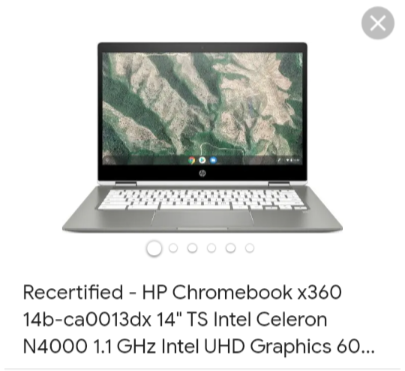 Recertified - HP Chromebook x360
14b-ca0013dx 14" TS Intel Celeron
N4000 1.1 GHz Intel UHD Graphics 60...